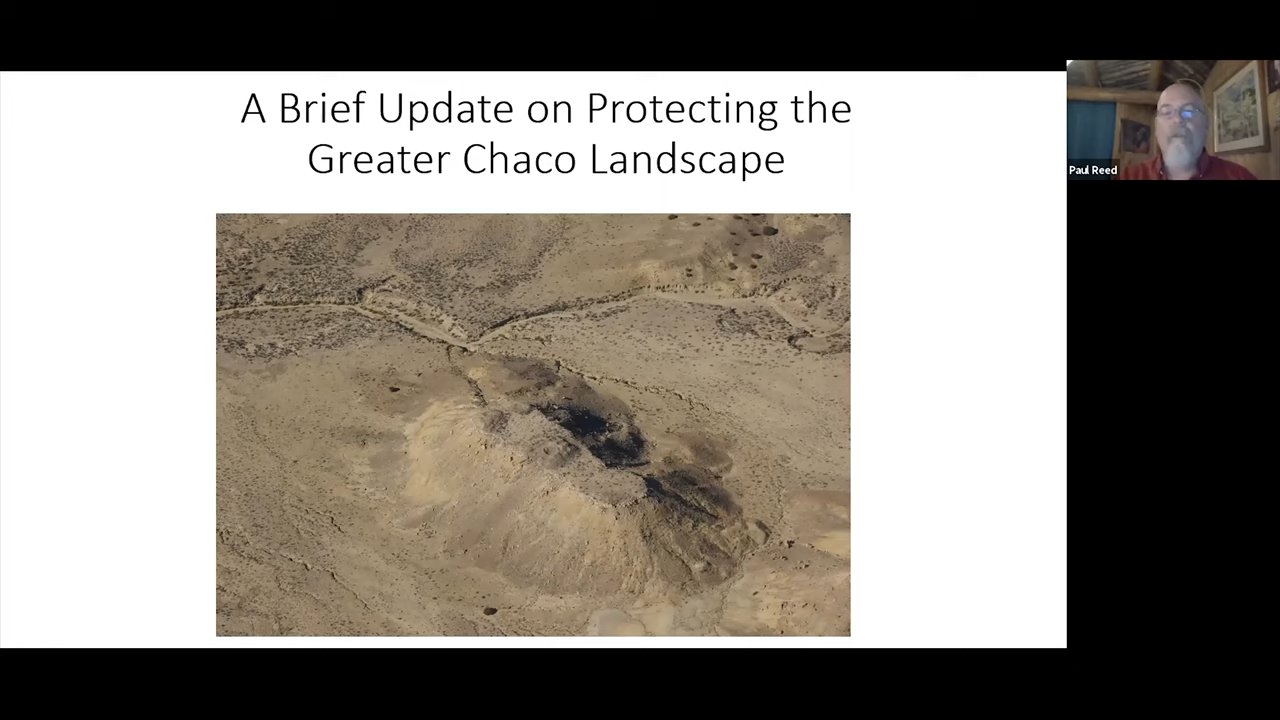 A Brief Update on Protecting the
Greater Chaco Landscape
Paul Reed